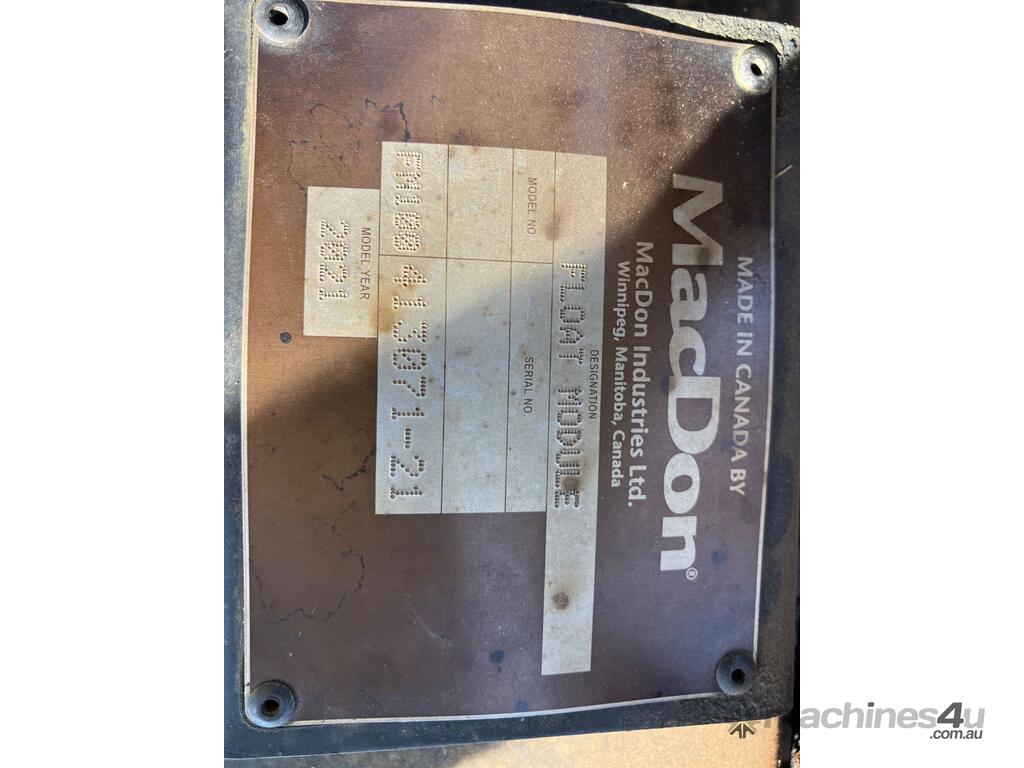 MADE IN CANADA BY
MacDon®
MacDon Industries Ltd.
Winnipeg, Manitoba, Canada
DESIGNATION
FLOAT MODULE
MODEL NO. SERIAL NO.
FM100 413071-21
MODEL YEAR
2021
machines4u
.com.au